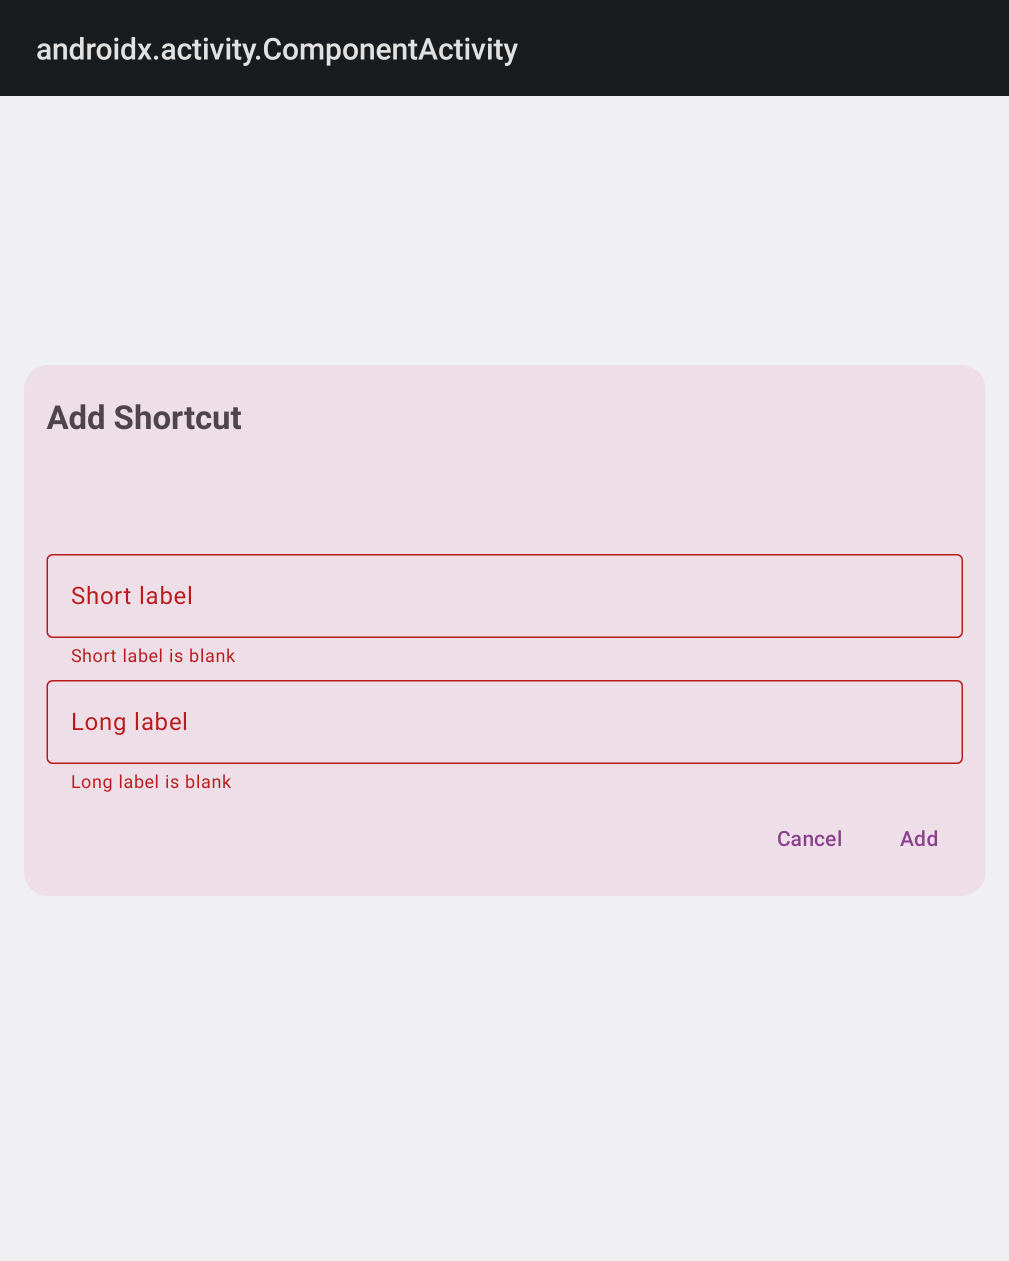 androidx.activity.ComponentActivity
Add Shortcut
Short label
Short label is blank
Long label
Long label is blank
Cancel Add